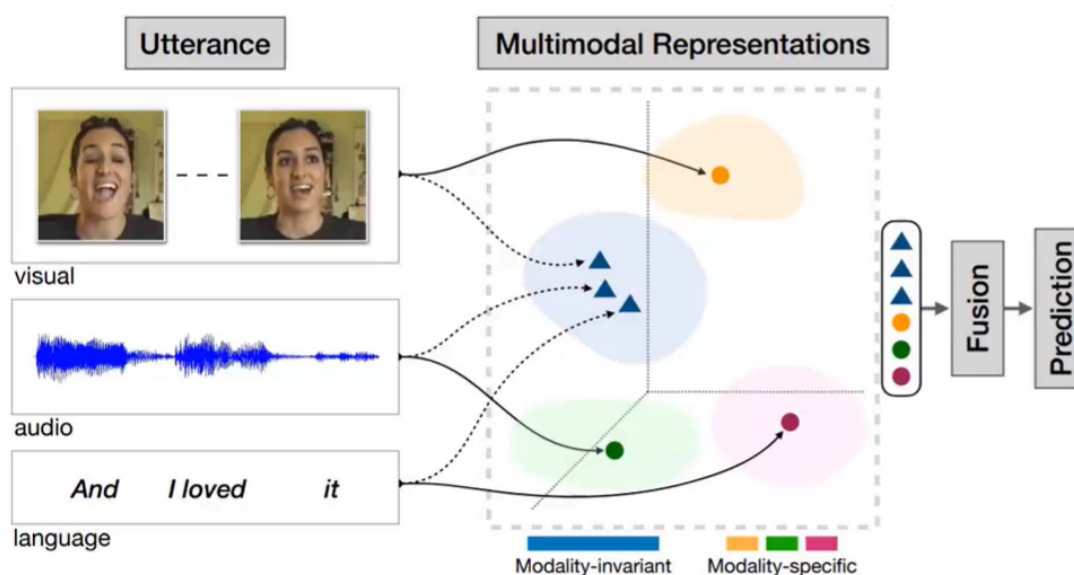 Utterance
Multimodal Representations
visual
audio
And I loved it
language
Fusion
Prediction
Modality-invariant
Modality-specific